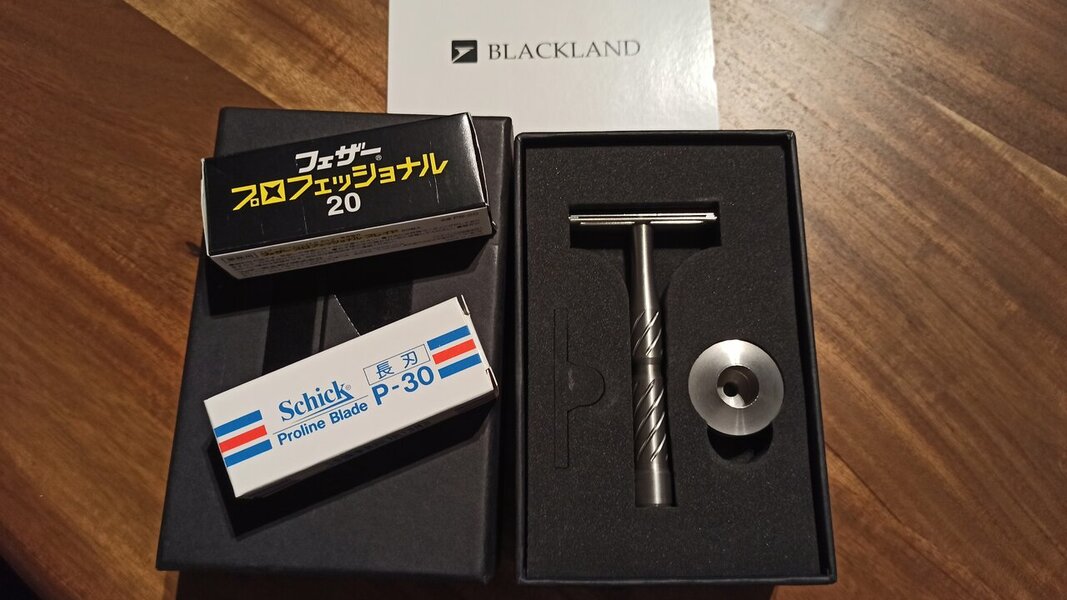 BLACKLAND
フェザー®
プロフェッショナル
20
Schick®
長刃
Proline Blade P-30